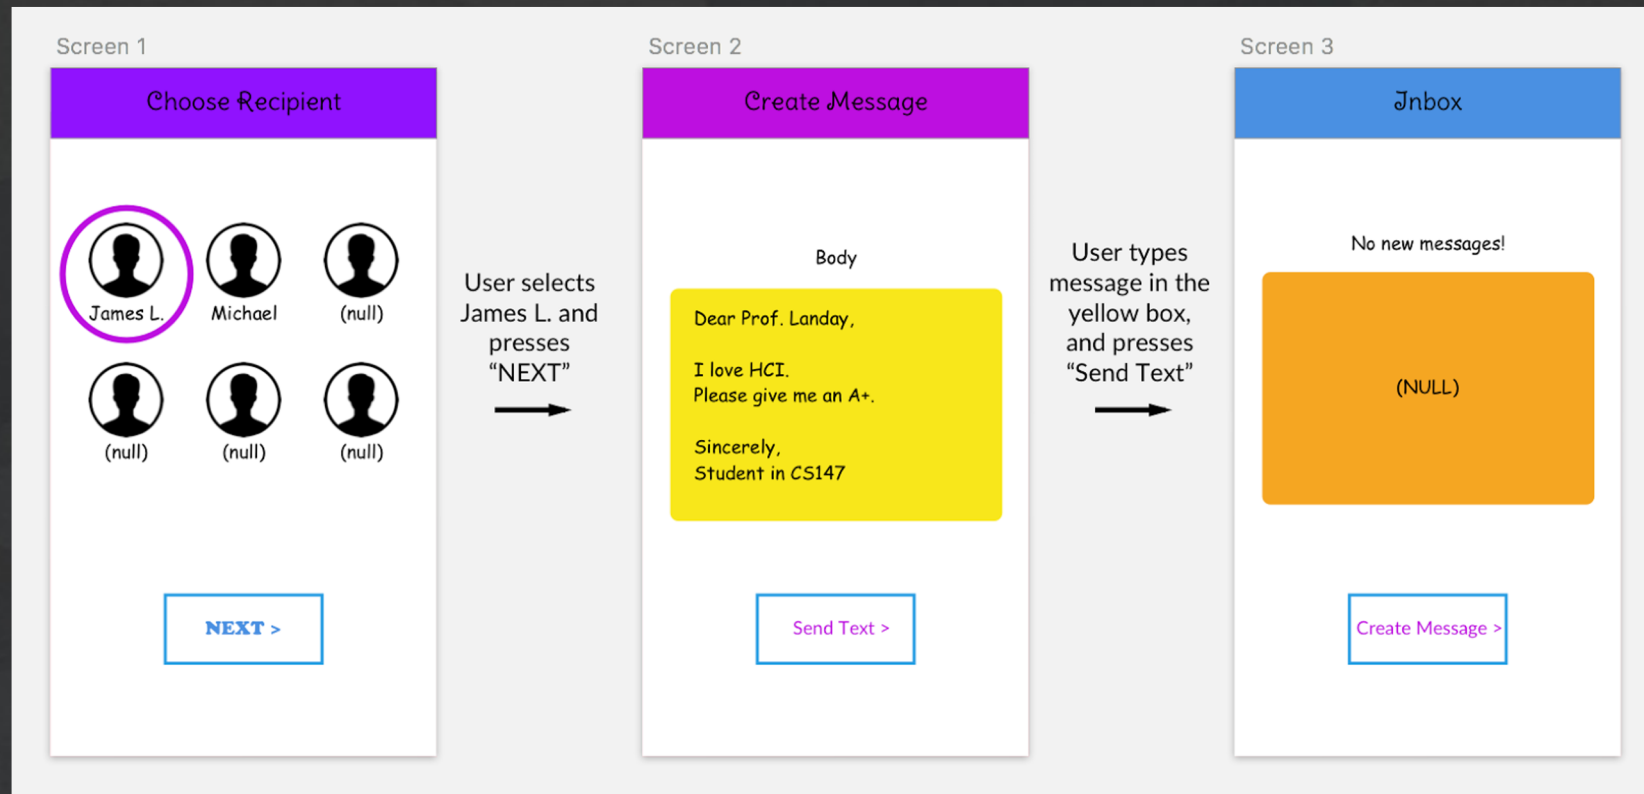 Screen 1
Choose Recipient
James L.
Michael
(null)
(null)
(null)
(null)
NEXT >
User selects
James L. and
presses
“NEXT”
Screen 2
Create Message
Body
Dear Prof. Landay,
I love HCI.
Please give me an A+.
Sincerely,
Student in CS147
Send Text >
User types
message in the
yellow box,
and presses
“Send Text”
Screen 3
Inbox
No new messages!
(NULL)
Create Message >